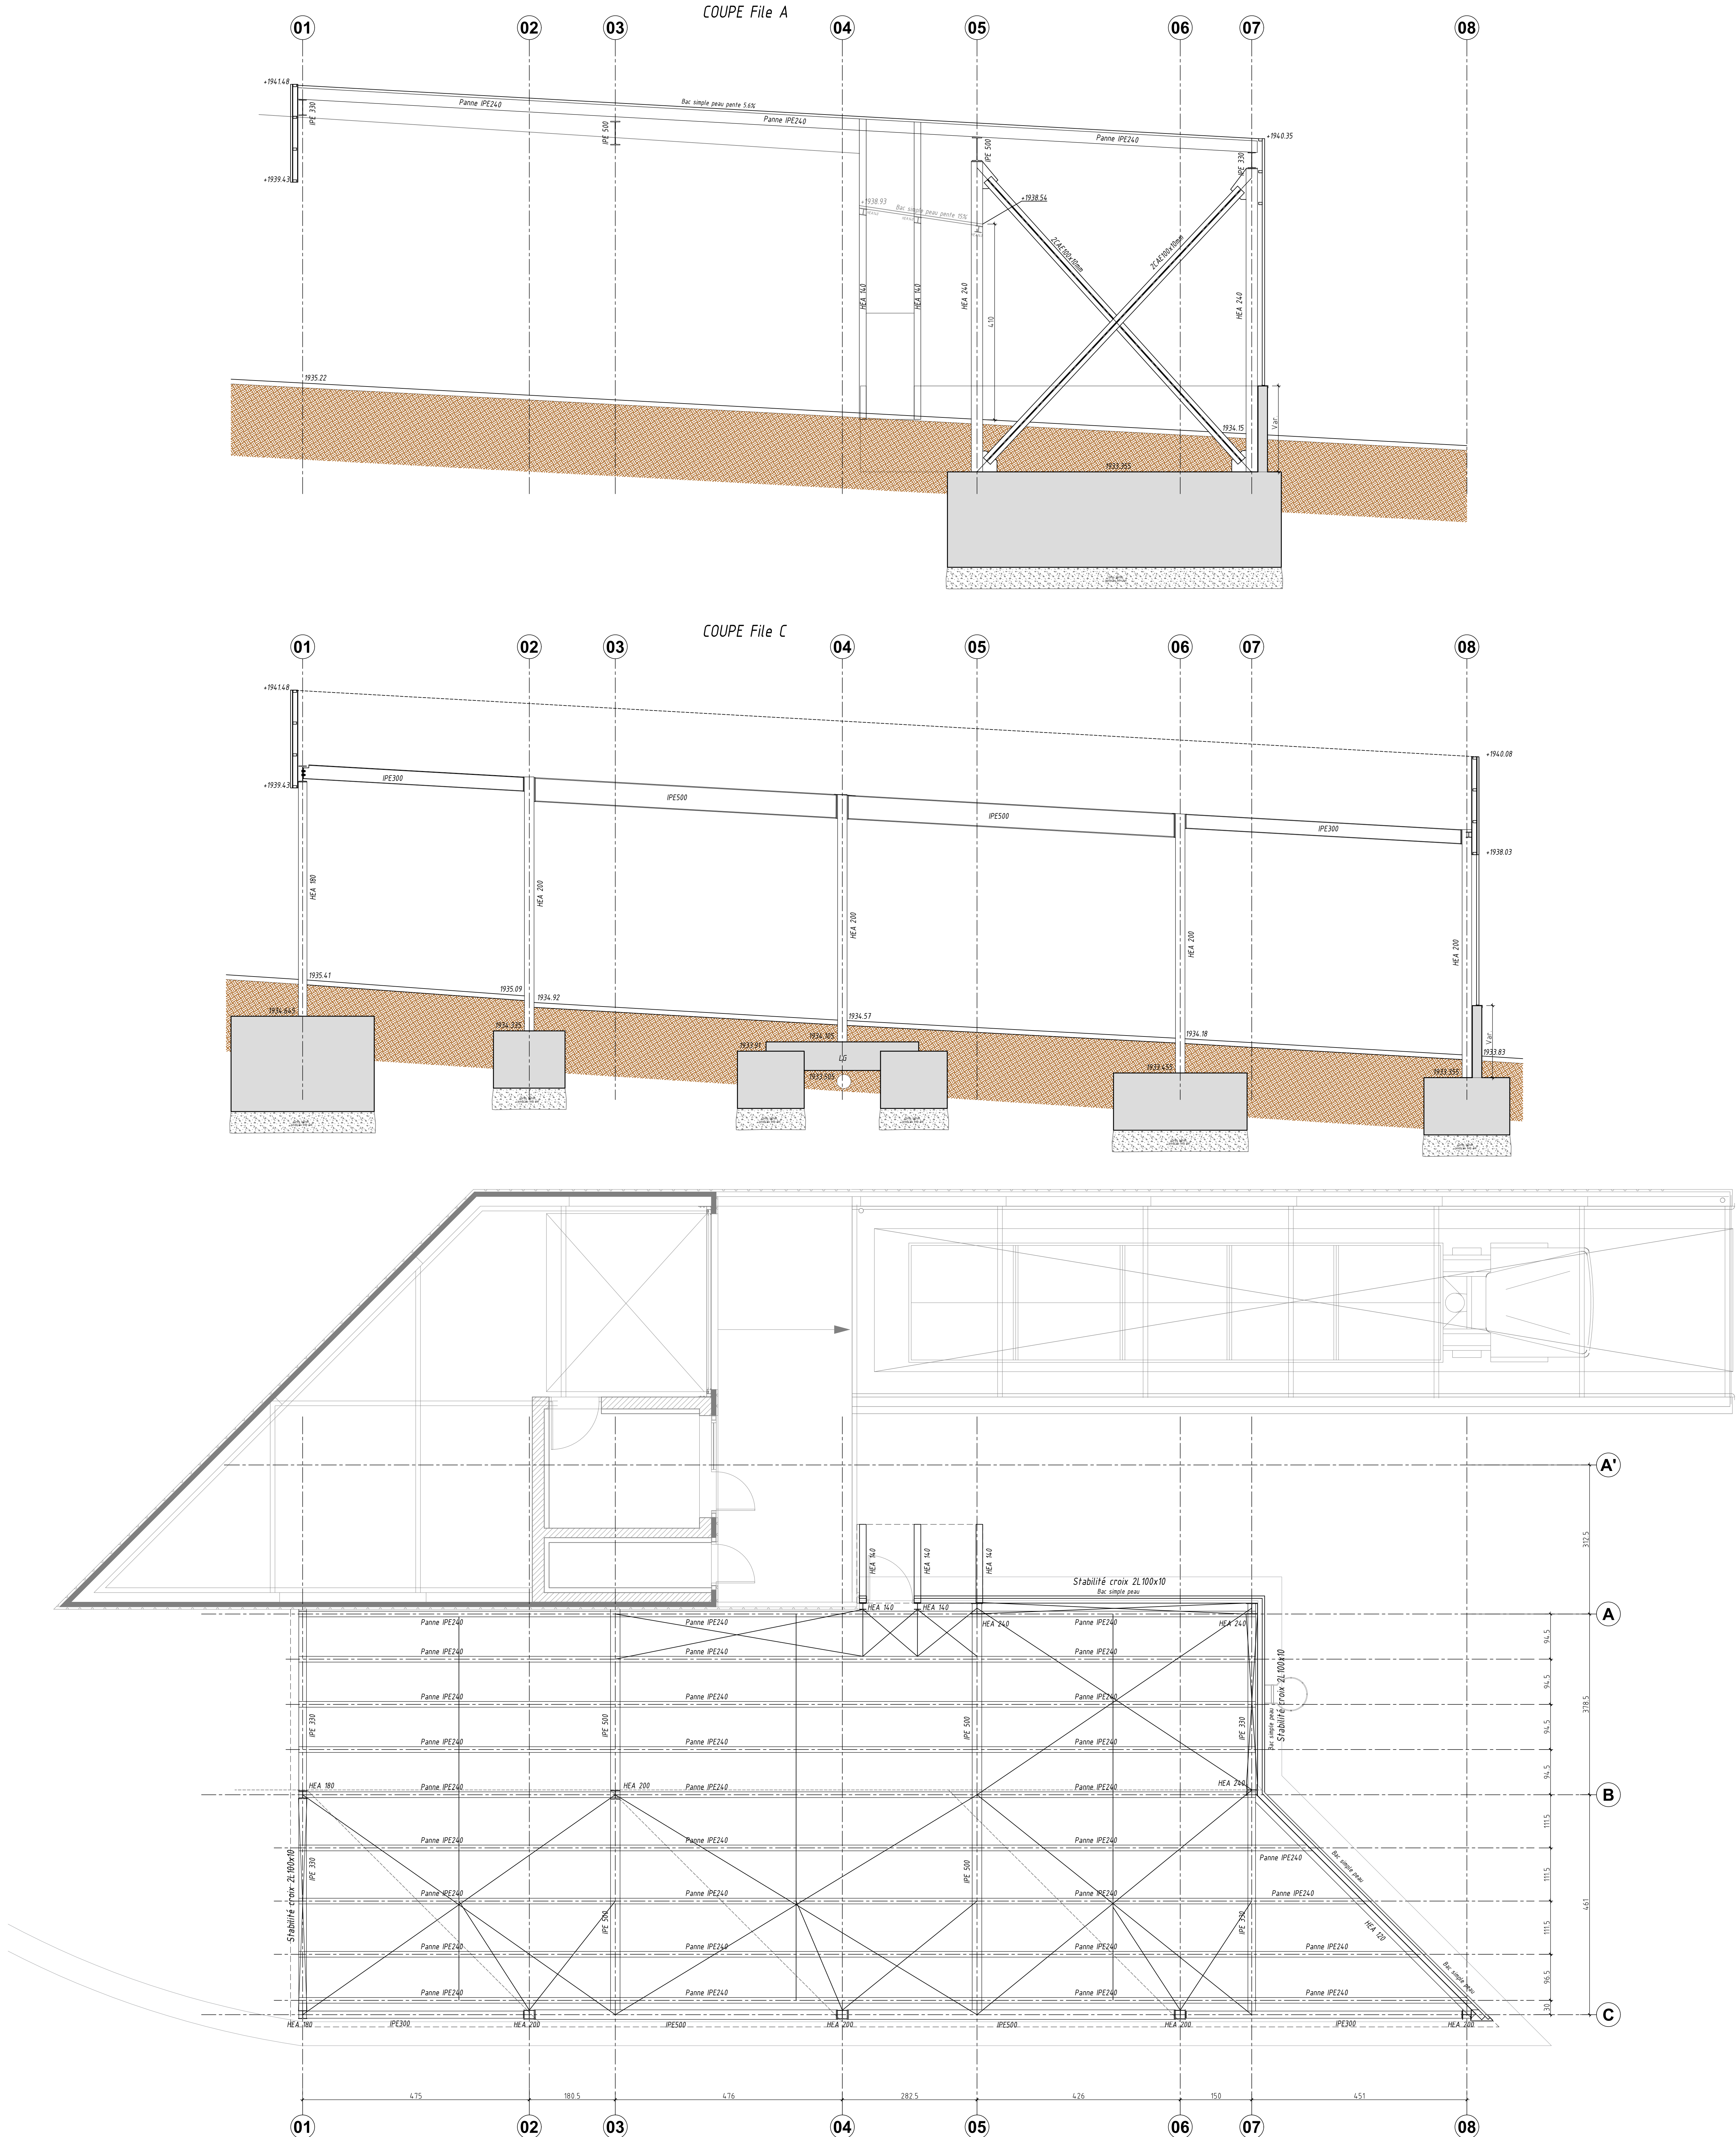 COUPE File A
01 02 03 04 05 06 07 08
+1941.48
IPE 330
Panne IPE240
Bac simple peau pente 5.6%
IPE 500
Panne IPE240
Panne IPE240
+1940.35
IPE 500
IPE 330
+1939.43
+1938.93
Bac simple peau pente 15%
+1938.54
2CAE100x10mm
2CAE100x10mm
HEA 140
HEA 140
HEA 240
410
HEA 240
1935.22
1934.15
Var.
1933.355
COUPE File C
01 02 03 04 05 06 07 08
+1941.48
+1940.08
IPE300
+1939.43
IPE500
IPE500
IPE300
+1938.03
HEA 180
HEA 200
HEA 200
HEA 200
HEA 200
1935.41
1935.09
1934.92
1934.645
1934.335
1934.57
1934.18
1934.105
1933.91
LG
1933.505
1933.455
1933.83
1933.355
Var.
A'
312.5
HEA 140
HEA 140
HEA 140
Stabilité croix 2L100x10
Bac simple peau
HEA 140
HEA 140
HEA 240
HEA 240
A
Panne IPE240
Panne IPE240
Panne IPE240
94.5
Panne IPE240
Panne IPE240
Panne IPE240
94.5
Stabilité croix 2L100x10
Bac simple peau
378.5
Panne IPE240
Panne IPE240
Panne IPE240
IPE 330
IPE 500
IPE 500
IPE 330
94.5
Panne IPE240
Panne IPE240
Panne IPE240
94.5
HEA 180
HEA 200
HEA 240
Panne IPE240
Panne IPE240
Panne IPE240
B
111.5
Panne IPE240
Panne IPE240
Panne IPE240
Panne IPE240
Bac simple peau
Stabilité croix 2L100x10
IPE 330
IPE 500
111.5
461
Panne IPE240
Panne IPE240
Panne IPE240
Panne IPE240
IPE 500
IPE 330
HEA 120
111.5
Panne IPE240
Panne IPE240
Panne IPE240
Panne IPE240
Bac simple peau
96.5
Panne IPE240
Panne IPE240
Panne IPE240
Panne IPE240
30
C
HEA 180
IPE300
HEA 200
IPE500
HEA 200
IPE500
HEA 200
IPE300
HEA 200
475 180.5 476 282.5 426 150 451
01 02 03 04 05 06 07 08